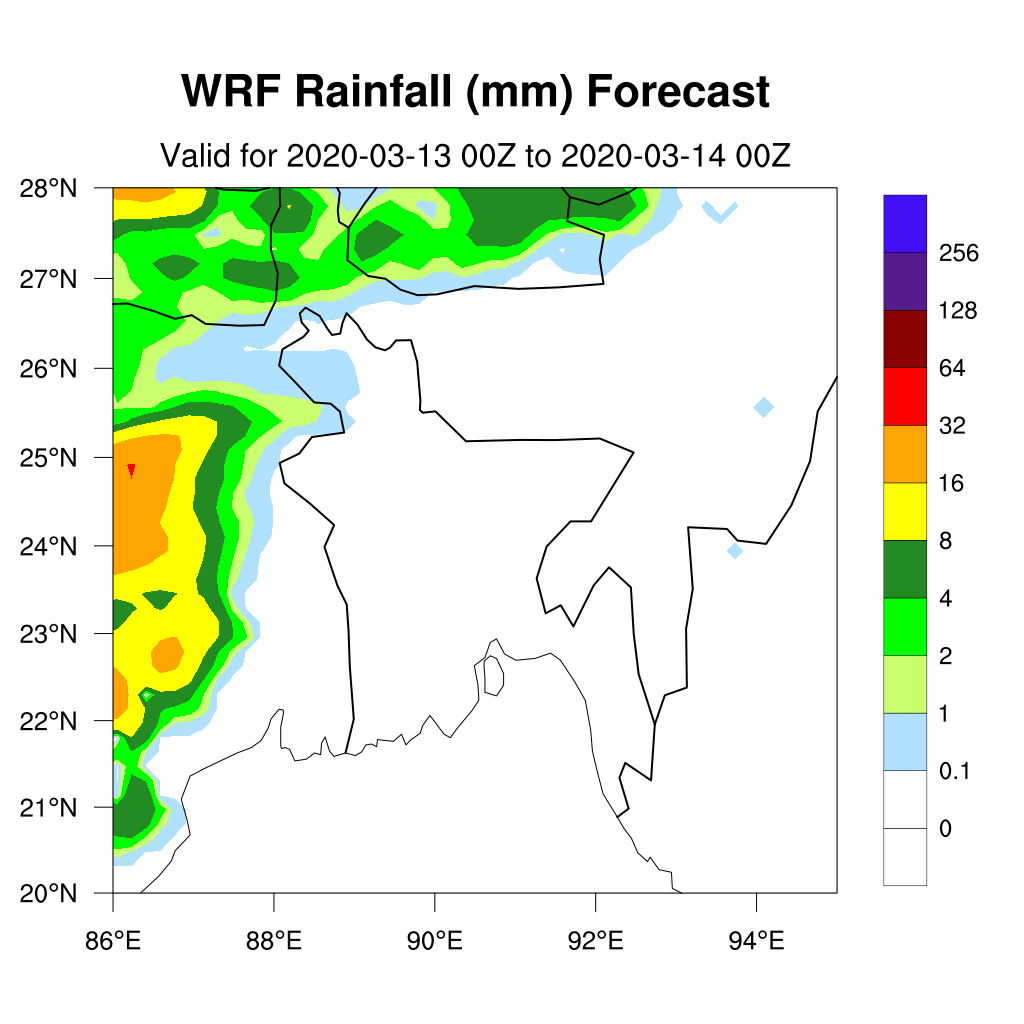 WRF Rainfall (mm) Forecast
Valid for 2020-03-13 00Z to 2020-03-14 00Z
28°N
27°N
26°N
25°N
24°N
23°N
22°N
21°N
20°N
86°E 88°E 90°E 92°E 94°E
256
128
64
32
16
8
4
2
1
0.1
0